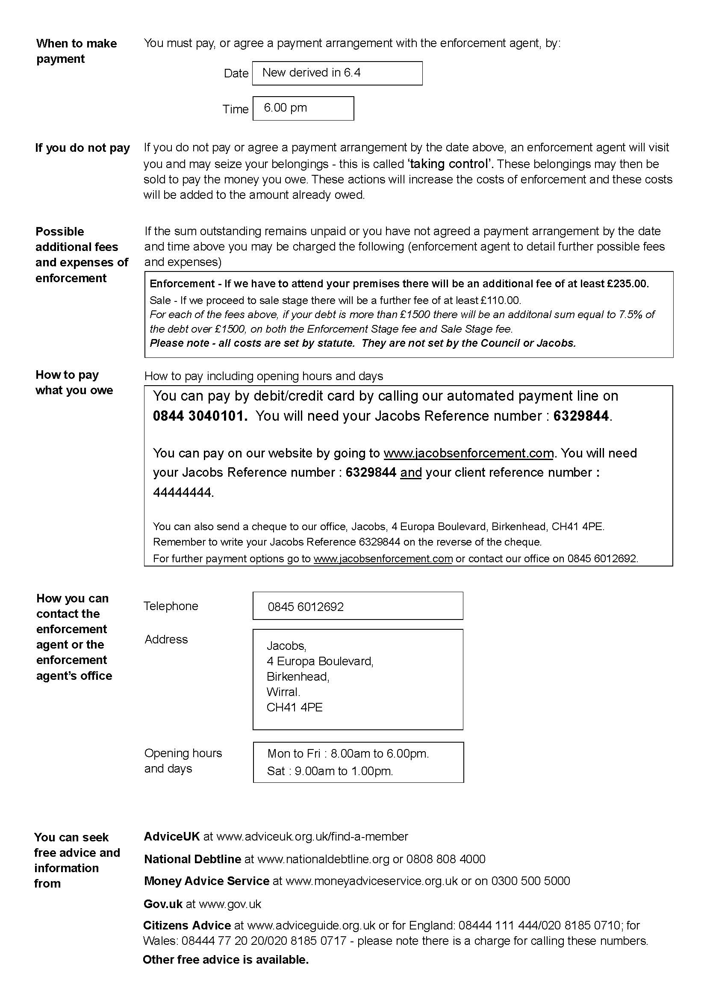 When to make
payment
You must pay, or agree a payment arrangement with the enforcement agent, by:
Date New derived in 6.4
Time 6.00 pm
If you do not pay
If you do not pay or agree a payment arrangement by the date above, an enforcement agent will visit
you and may seize your belongings - this is called ‘taking control’. These belongings may then be
sold to pay the money you owe. These actions will increase the costs of enforcement and these costs
will be added to the amount already owed.
Possible
additional fees
and expenses of
enforcement
If the sum outstanding remains unpaid or you have not agreed a payment arrangement by the date
and time above you may be charged the following (enforcement agent to detail further possible fees
and expenses)
Enforcement - If we have to attend your premises there will be an additional fee of at least £235.00.
Sale - If we proceed to sale stage there will be a further fee of at least £110.00.
For each of the fees above, if your debt is more than £1500 there will be an additonal sum equal to 7.5% of
the debt over £1500, on both the Enforcement Stage fee and Sale Stage fee.
Please note - all costs are set by statute.  They are not set by the Council or Jacobs.
How to pay
what you owe
How to pay including opening hours and days
You can pay by debit/credit card by calling our automated payment line on
0844 3040101.  You will need your Jacobs Reference number : 6329844.
You can pay on our website by going to www.jacobsenforcement.com. You will need
your Jacobs Reference number : 6329844 and your client reference number :
44444444.
You can also send a cheque to our office, Jacobs, 4 Europa Boulevard, Birkenhead, CH41 4PE.
Remember to write your Jacobs Reference 6329844 on the reverse of the cheque.
For further payment options go to www.jacobsenforcement.com or contact our office on 0845 6012692.
How you can
contact the
enforcement
agent or the
enforcement
agent’s office
Telephone 0845 6012692
Address
Jacobs,
4 Europa Boulevard,
Birkenhead,
Wirral.
CH41 4PE
Opening hours
and days
Mon to Fri : 8.00am to 6.00pm.
Sat : 9.00am to 1.00pm.
You can seek
free advice and
information
from
AdviceUK at www.adviceuk.org.uk/find-a-member
National Debtline at www.nationaldebtline.org or 0808 808 4000
Money Advice Service at www.moneyadviceservice.org.uk or on 0300 500 5000
Gov.uk at www.gov.uk
Citizens Advice at www.adviceguide.org.uk or for England: 08444 111 444/020 8185 0710; for
Wales: 08444 77 20 20/020 8185 0717 - please note there is a charge for calling these numbers.
Other free advice is available.